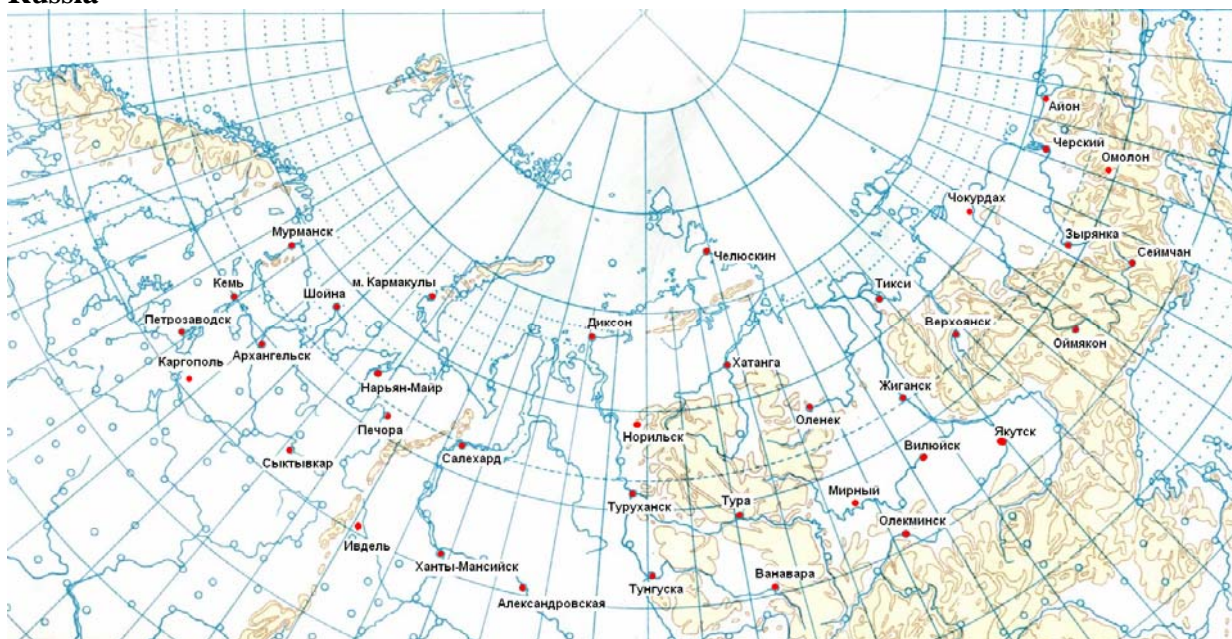 Russia
Айон
Черский
Омолон
Чокурдах
Зырянка
Сеймчан
Мурманск
Челюскин
Кемь
Шойна
м. Кармакулы
Тикси
Петрозаводск
Диксон
Верхоянск
Оймякон
Каргополь
Архангельск
Хатанга
Нарьян-Майр
Жиганск
Печора
Оленек
Норильск
Якутск
Сыктывкар
Салехард
Вилюйск
Мирный
Туруханск
Тура
Олекминск
Ивдель
Ханты-Мансийск
Ванавара
Тунгуска
Александровская